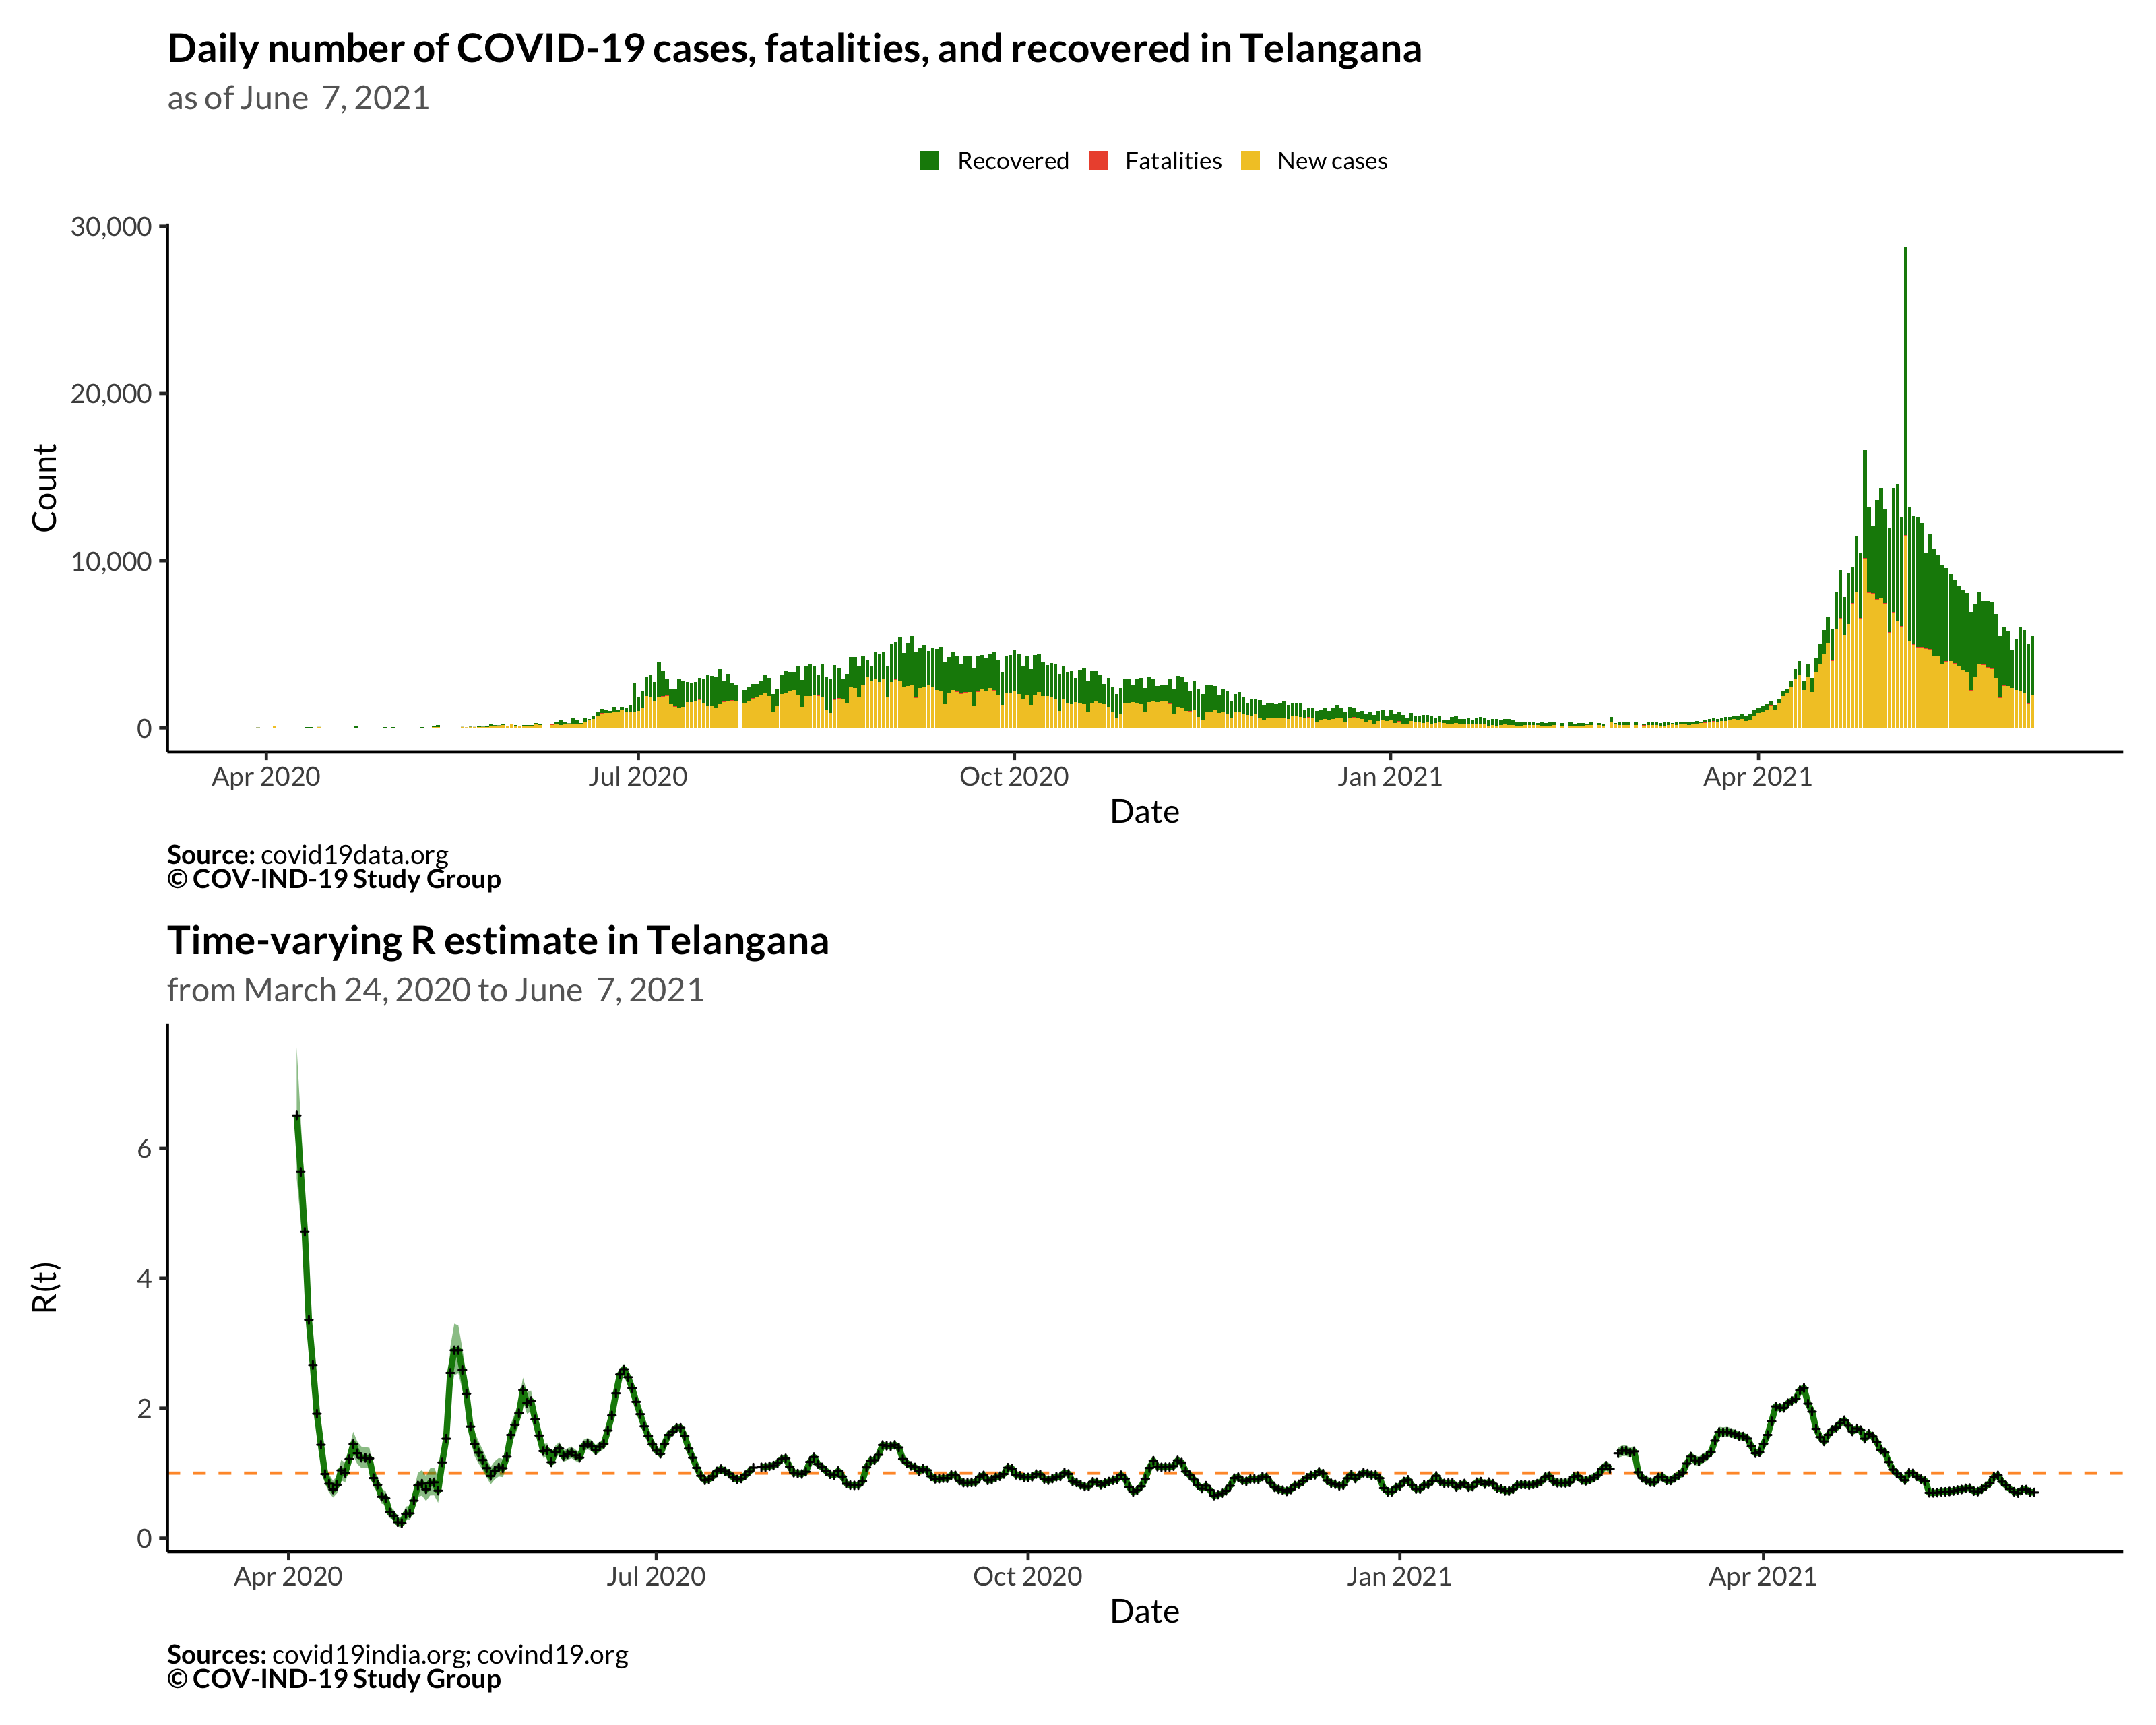 Daily number of COVID-19 cases, fatalities, and recovered in Telangana
as of June  7, 2021
Recovered Fatalities New cases
30,000
20,000
10,000
0
Count
Apr 2020 Jul 2020 Oct 2020 Jan 2021 Apr 2021
Date
Source: covid19data.org
© COV-IND-19 Study Group
Time-varying R estimate in Telangana
from March 24, 2020 to June  7, 2021
6
4
2
0
R(t)
Apr 2020 Jul 2020 Oct 2020 Jan 2021 Apr 2021
Date
Sources: covid19india.org; covind19.org
© COV-IND-19 Study Group